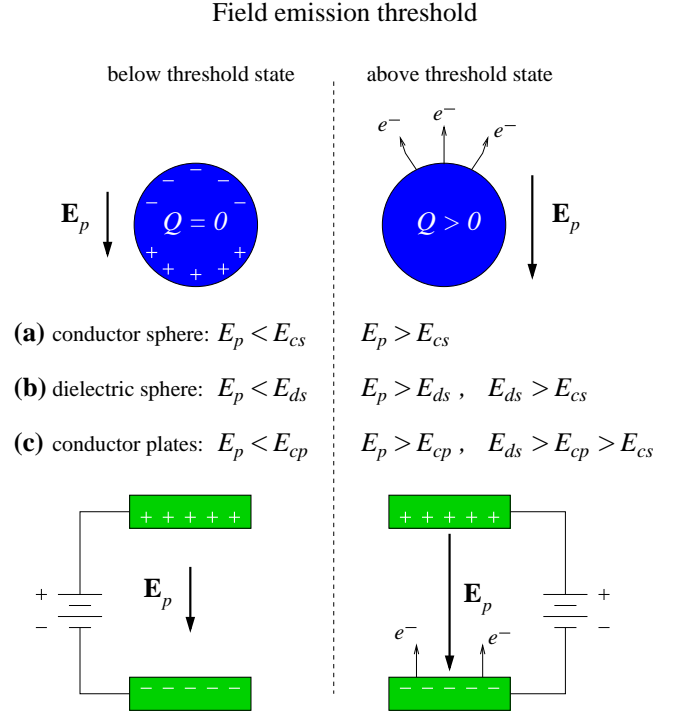 Field emission threshold
below threshold state above threshold state
e− e− e−
− − − − −
E_p Q = 0 Q > 0 E_p
+ + + + +
(a) conductor sphere: E_p < E_cs E_p > E_cs
(b) dielectric sphere: E_p < E_ds E_p > E_ds , E_ds > E_cs
(c) conductor plates: E_p < E_cp E_p > E_cp , E_ds > E_cp > E_cs
+ + + + + + + + + +
E_p E_p
+ +
− −
e− e−
− − − − − − − − − −